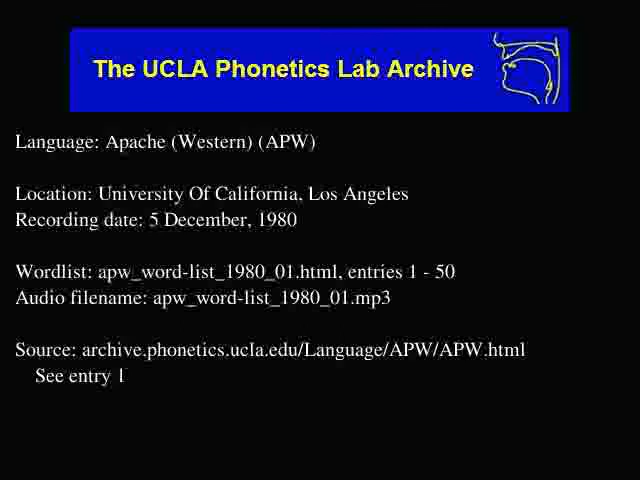 The UCLA Phonetics Lab Archive
Language: Apache (Western) (APW)
Location: University Of California, Los Angeles
Recording date: 5 December, 1980
Wordlist: apw_word-list_1980_01.html, entries 1 - 50
Audio filename: apw_word-list_1980_01.mp3
Source: archive.phonetics.ucla.edu/Language/APW/APW.html
See entry 1